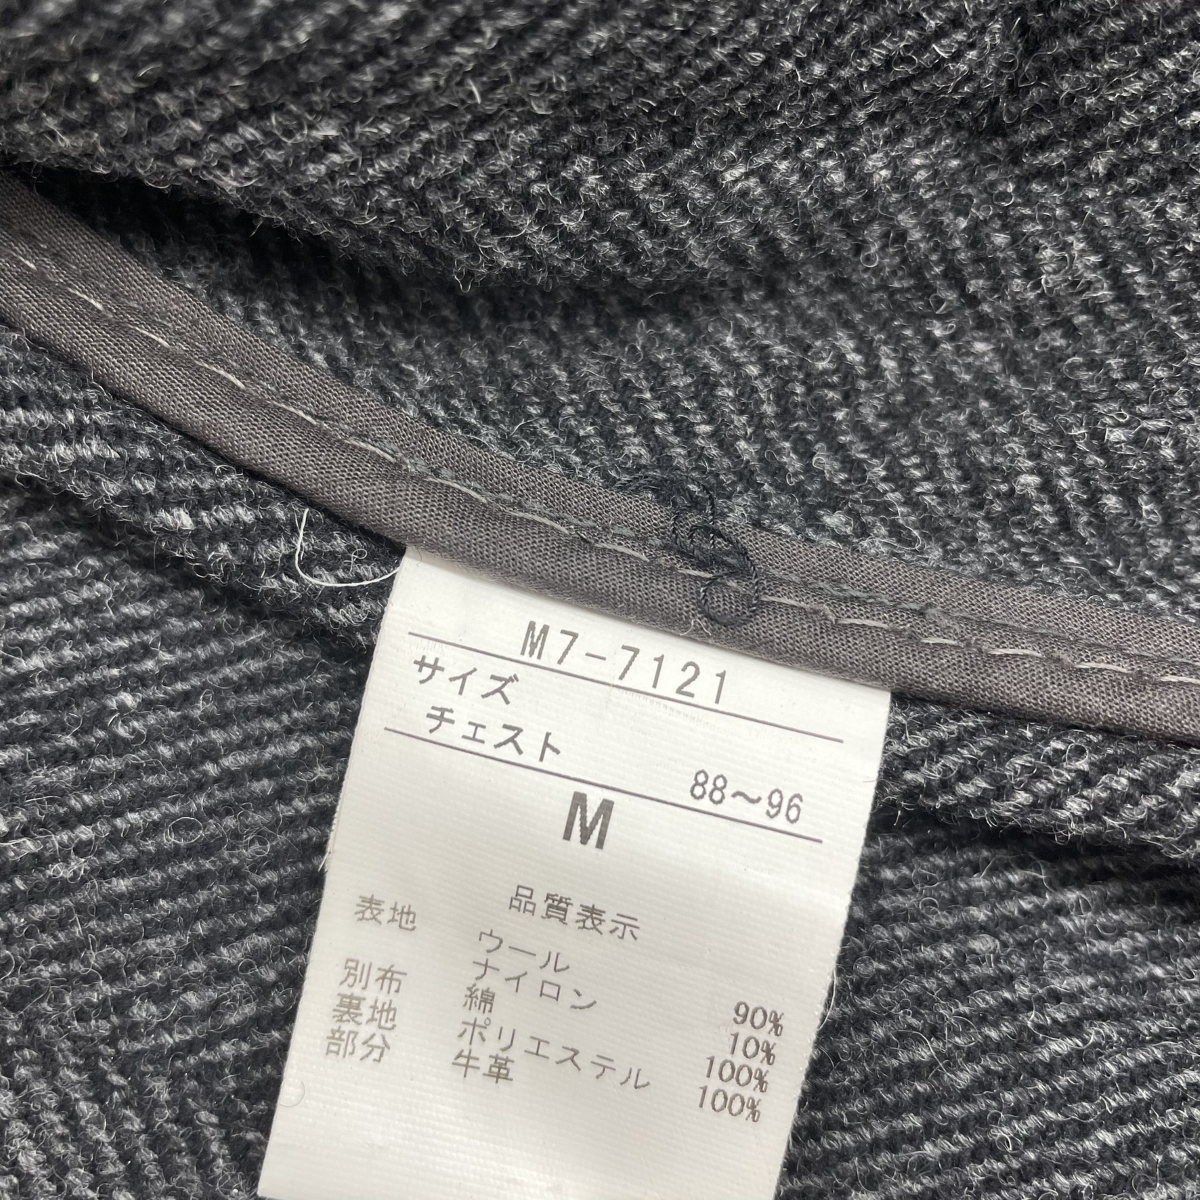 M7-7121
サイズ
チェスト 88～96
M
品質表示
表地 ウール 90%
ナイロン 10%
別布 綿 100%
裏地 ポリエステル 100%
部分 牛革